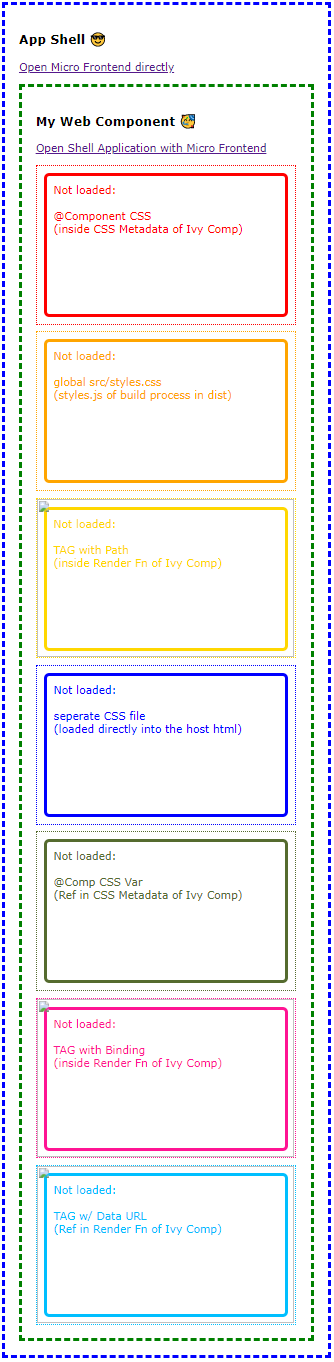 App Shell 😎
Open Micro Frontend directly
My Web Component 🥳
Open Shell Application with Micro Frontend
Not loaded:
@Component CSS
(inside CSS Metadata of Ivy Comp)
Not loaded:
global src/styles.css
(styles.js of build process in dist)
Not loaded:
TAG with Path
(inside Render Fn of Ivy Comp)
Not loaded:
seperate CSS file
(loaded directly into the host html)
Not loaded:
@Comp CSS Var
(Ref in CSS Metadata of Ivy Comp)
Not loaded:
TAG with Binding
(inside Render Fn of Ivy Comp)
Not loaded:
TAG w/ Data URL
(Ref in Render Fn of Ivy Comp)